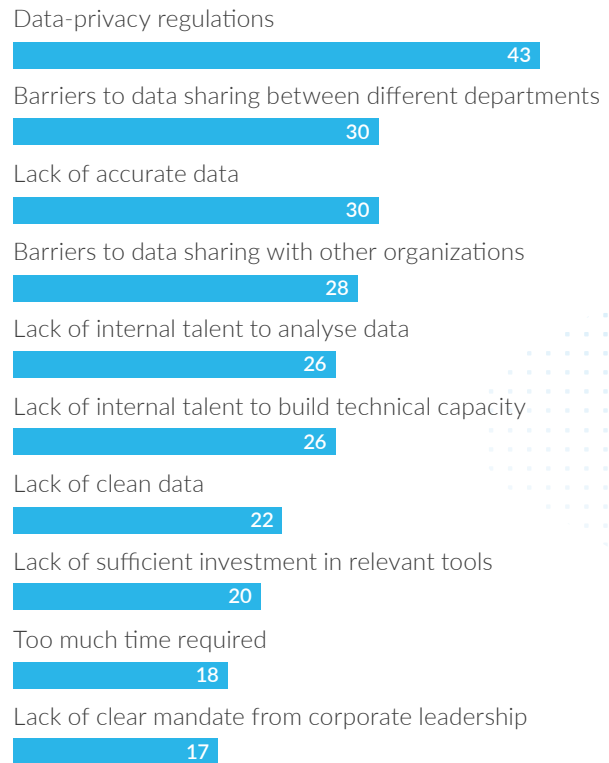 Data-privacy regulations
43
Barriers to data sharing between different departments
30
Lack of accurate data
30
Barriers to data sharing with other organizations
28
Lack of internal talent to analyse data
26
Lack of internal talent to build technical capacity
26
Lack of clean data
22
Lack of sufficient investment in relevant tools
20
Too much time required
18
Lack of clear mandate from corporate leadership
17